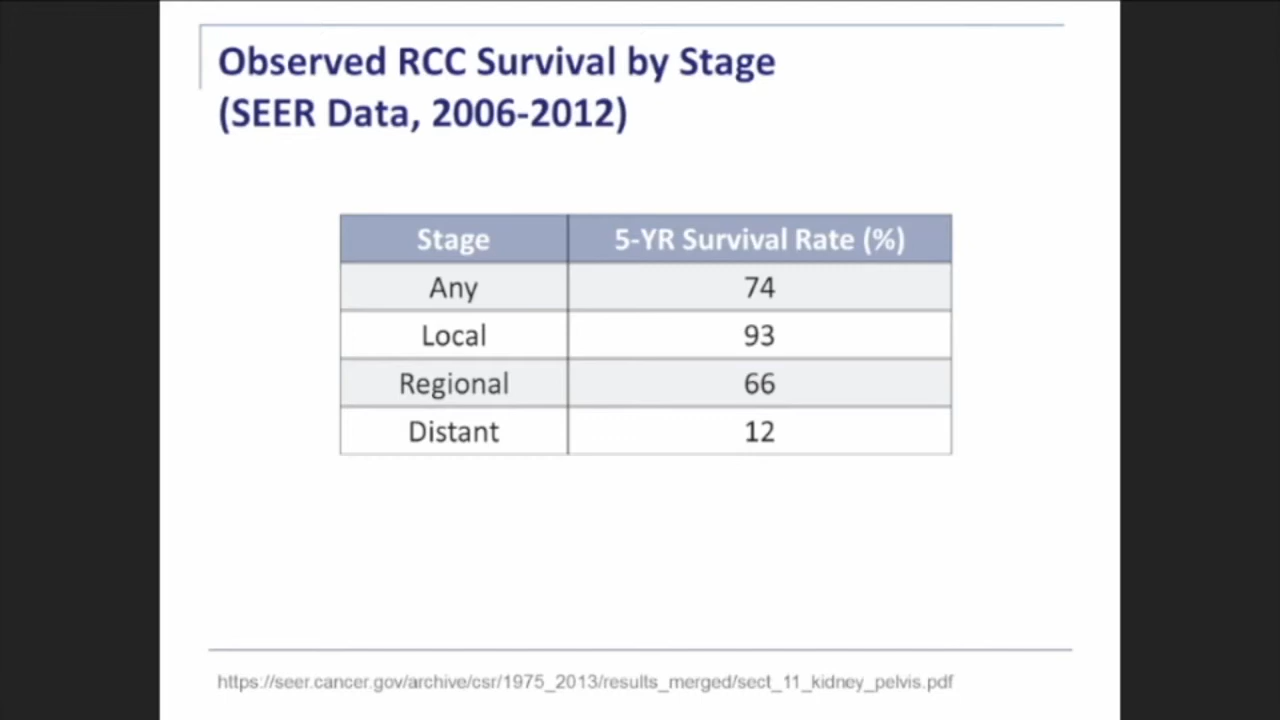 Observed RCC Survival by Stage
(SEER Data, 2006-2012)
Stage 5-YR Survival Rate (%)
Any 74
Local 93
Regional 66
Distant 12
https://seer.cancer.gov/archive/csr/1975_2013/results_merged/sect_11_kidney_pelvis.pdf